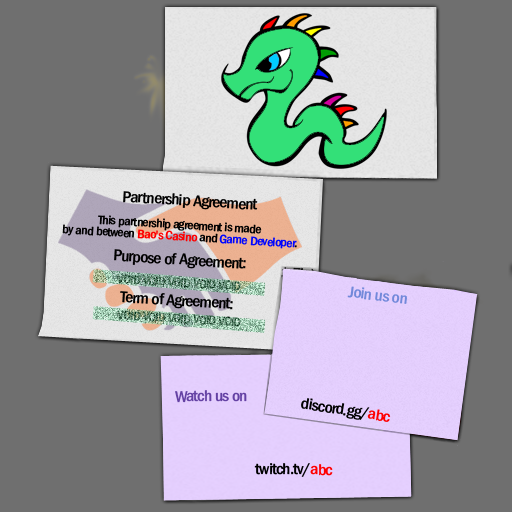 Partnership Agreement
This partnership agreement is made
by and between Bao's Casino and Game Developer.
Purpose of Agreement:
VOID VOID VOID VOID VOID
Term of Agreement:
VOID VOID VOID VOID VOID
Join us on
discord.gg/abc
Watch us on
twitch.tv/abc